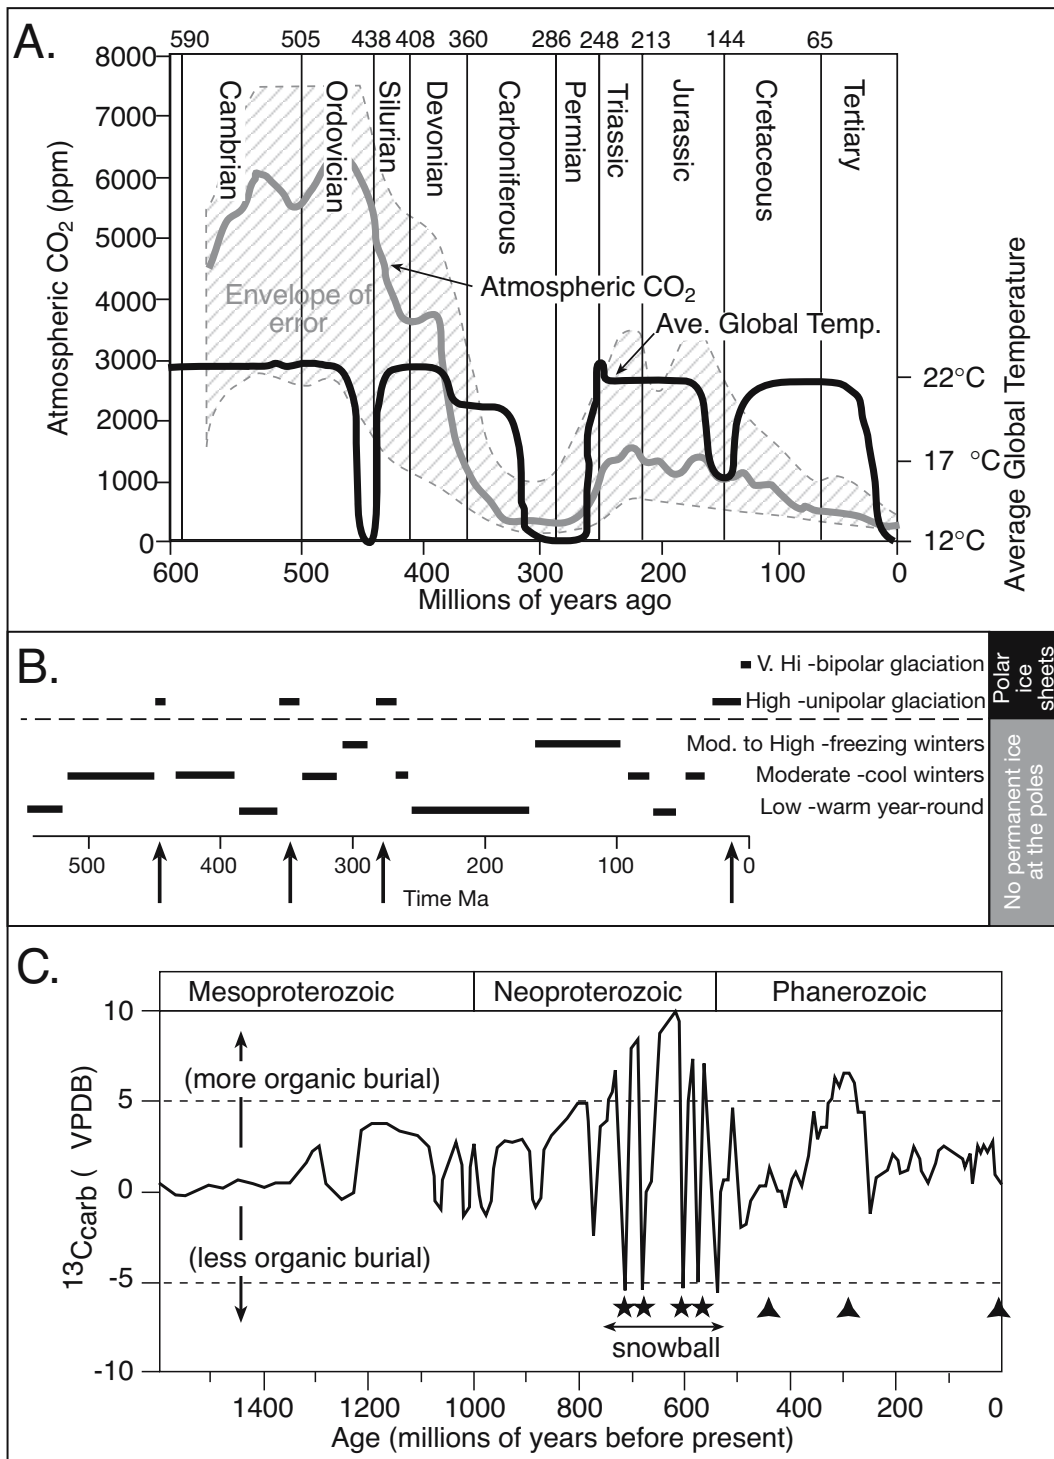 A.
590 505 438 408 360 286 248 213 144 65
8000
7000
6000
5000
4000
3000
2000
1000
0
Atmospheric CO2 (ppm)
Cambrian
Ordovician
Silurian
Devonian
Carboniferous
Permian
Triassic
Jurassic
Cretaceous
Tertiary
Envelope of
error
Atmospheric CO2
Ave. Global Temp.
22°C
17 °C
12°C
Average Global Temperature
600 500 400 300 200 100 0
Millions of years ago
B.
V. Hi -bipolar glaciation
High -unipolar glaciation
Mod. to High -freezing winters
Moderate -cool winters
Low -warm year-round
Polar
ice
sheets
No permanent ice
at the poles
500 400 300 200 100 0
Time Ma
C.
Mesoproterozoic Neoproterozoic Phanerozoic
10
5
0
-5
-10
13Ccarb ( VPDB)
(more organic burial)
(less organic burial)
snowball
1400 1200 1000 800 600 400 200 0
Age (millions of years before present)